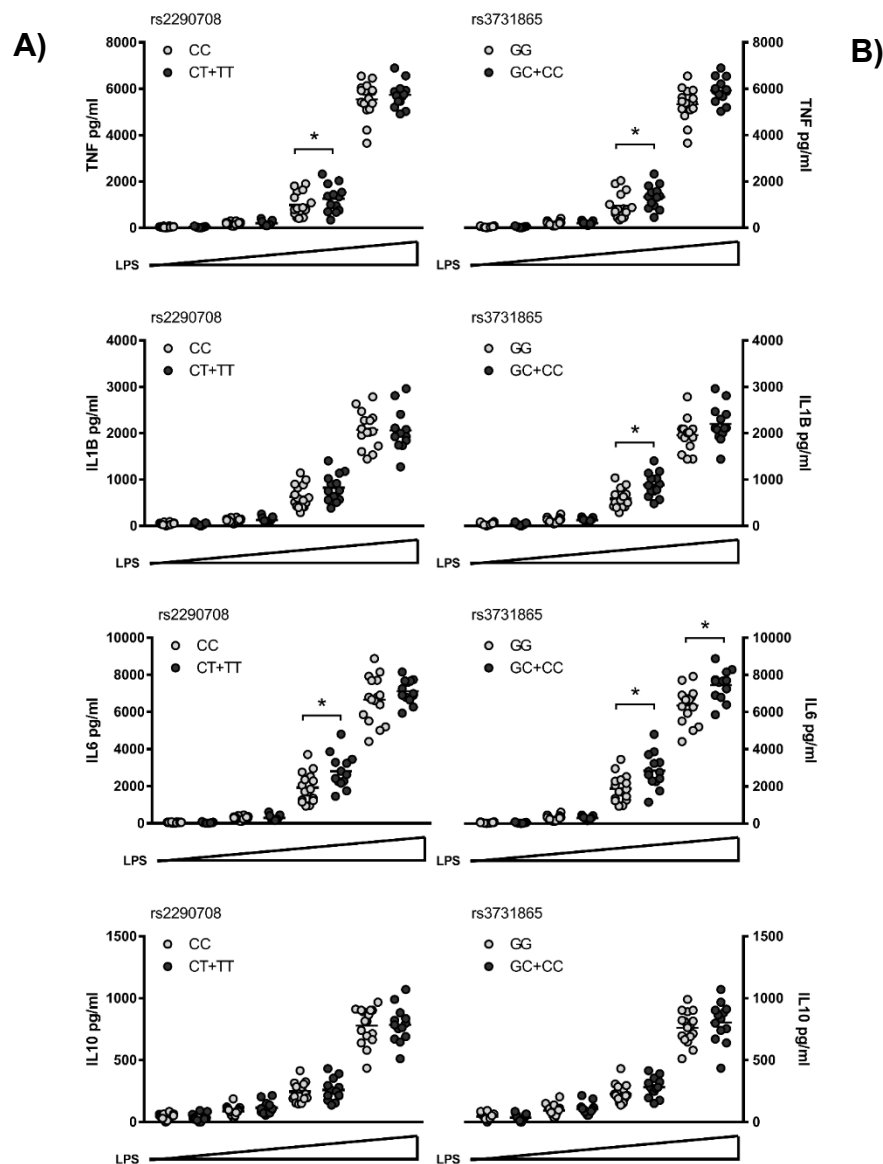 A)
B)
rs2290708
CC
CT+TT
8000
6000
4000
2000
0
TNF pg/ml
*
LPS
rs3731865
GG
GC+CC
8000
6000
4000
2000
0
TNF pg/ml
*
LPS
rs2290708
CC
CT+TT
4000
3000
2000
1000
0
IL1B pg/ml
LPS
rs3731865
GG
GC+CC
4000
3000
2000
1000
0
IL1B pg/ml
*
LPS
rs2290708
CC
CT+TT
10000
8000
6000
4000
2000
0
IL6 pg/ml
*
LPS
rs3731865
GG
GC+CC
10000
8000
6000
4000
2000
0
IL6 pg/ml
*
*
LPS
rs2290708
CC
CT+TT
1500
1000
500
0
IL10 pg/ml
LPS
rs3731865
GG
GC+CC
1500
1000
500
0
IL10 pg/ml
LPS